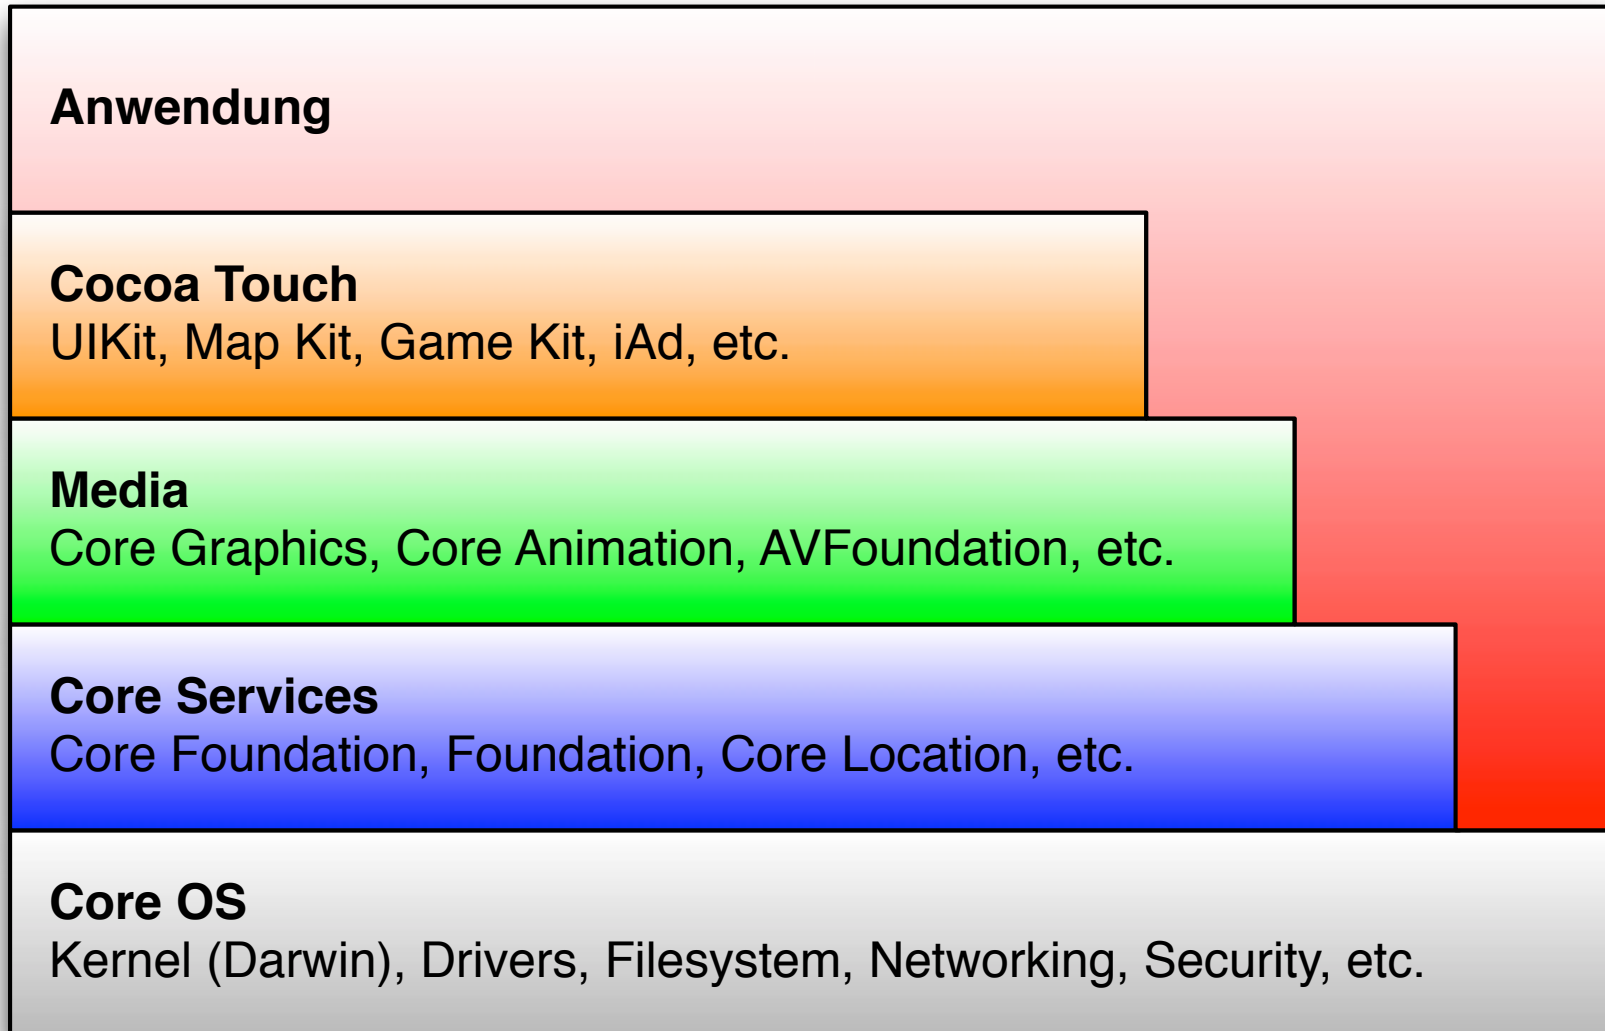 Anwendung
Cocoa Touch
UIKit, Map Kit, Game Kit, iAd, etc.
Media
Core Graphics, Core Animation, AVFoundation, etc.
Core Services
Core Foundation, Foundation, Core Location, etc.
Core OS
Kernel (Darwin), Drivers, Filesystem, Networking, Security, etc.